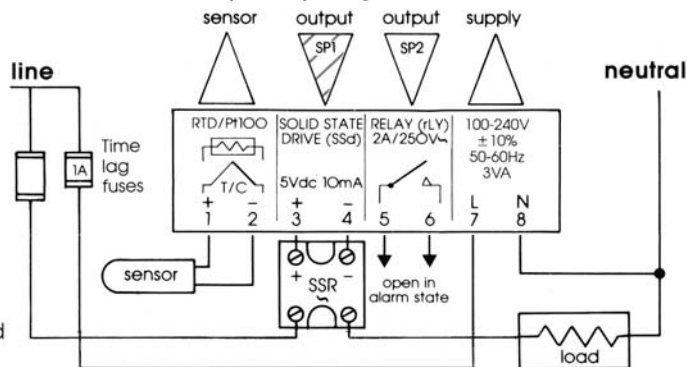 sensor output output supply
SP1 SP2
line neutral
RTD/Pt100 SOLID STATE DRIVE (SSd) RELAY (rLY) 2A/250V~ 100-240V ±10% 50-60Hz 3VA
1A Time lag fuses
T/C 5Vdc 10mA
+ − + − L N
1 2 3 4 5 6 7 8
sensor
+ −
SSR
~
open in alarm state
load